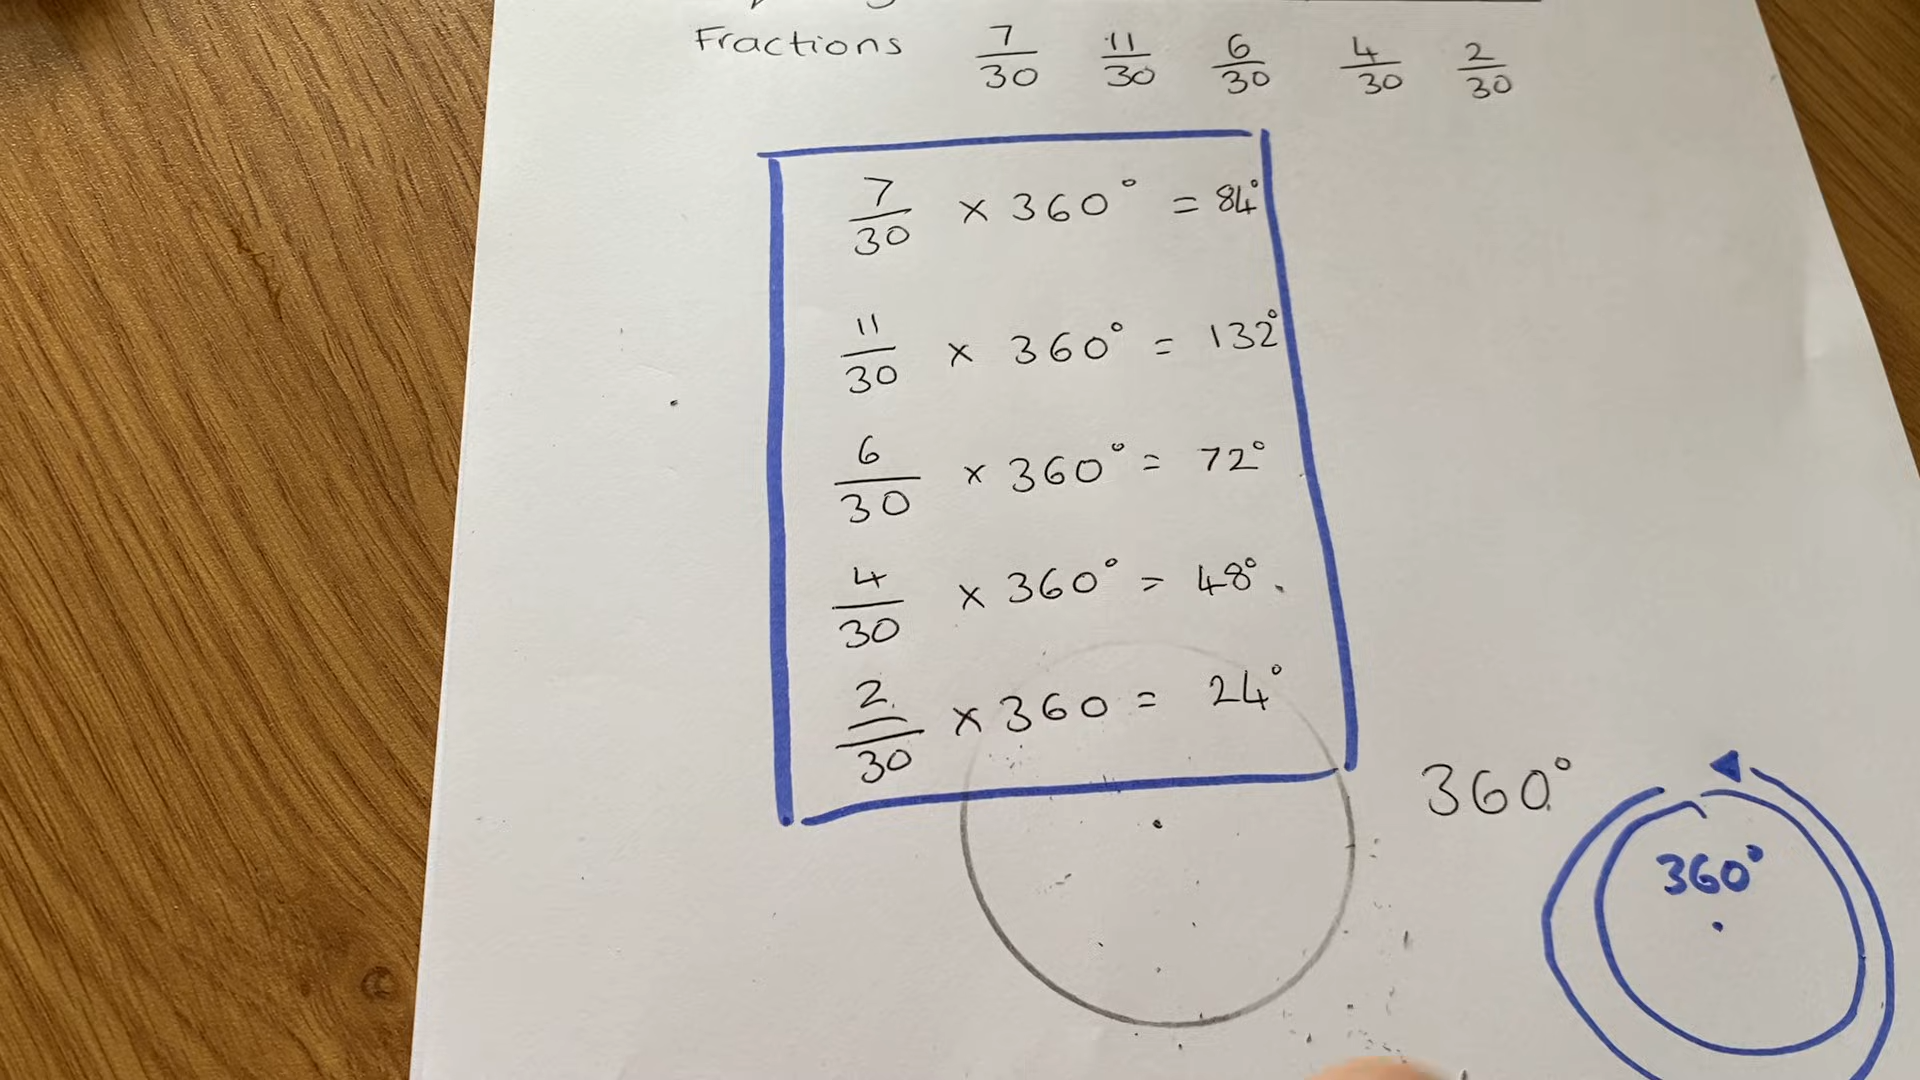 Fractions 7/30 11/30 6/30 4/30 2/30
7/30 × 360° = 84°
11/30 × 360° = 132°
6/30 × 360° = 72°
4/30 × 360° = 48°.
2/30 × 360 = 24°
360°
360°